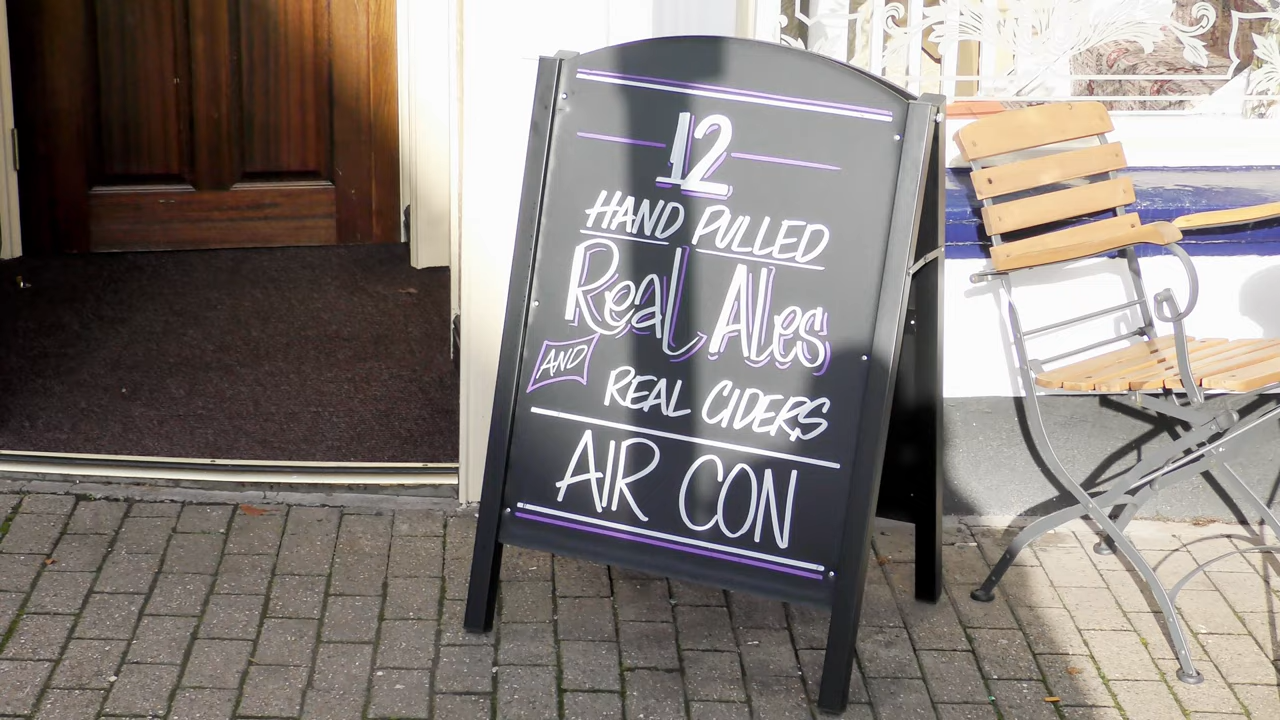 12
HAND PULLED
Real Ales
AND
REAL CIDERS
AIR CON